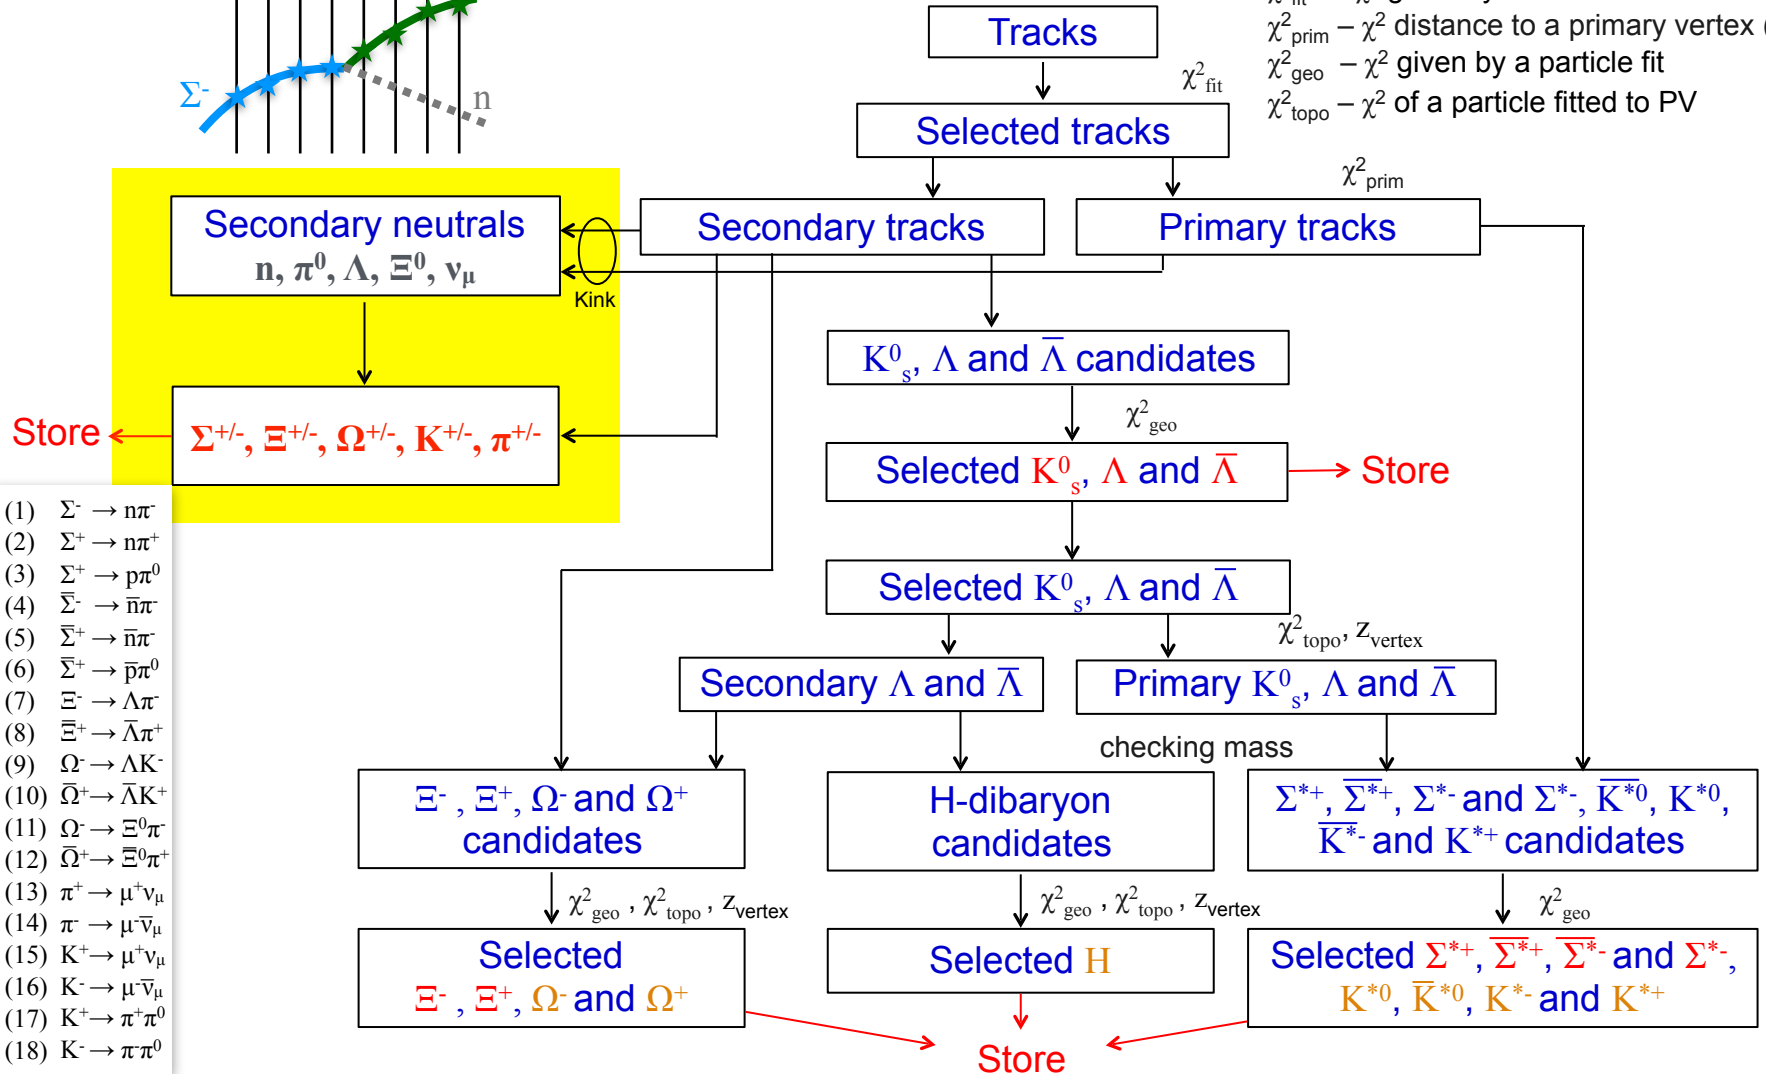 χ²prim – χ² distance to a primary vertex (
χ²geo – χ² given by a particle fit
χ²topo – χ² of a particle fitted to PV
Σ-
n
Tracks
χ²fit
Selected tracks
χ²prim
Secondary neutrals
n, π⁰, Λ, Ξ⁰, νμ
Kink
Secondary tracks
Primary tracks
K⁰s, Λ and Λ̅ candidates
χ²geo
Store
Σ+/-, Ξ+/-, Ω+/-, K+/-, π+/-
Selected K⁰s, Λ and Λ̅
Store
Selected K⁰s, Λ and Λ̅
χ²topo, zvertex
Secondary Λ and Λ̅
Primary K⁰s, Λ and Λ̅
checking mass
Ξ- , Ξ+, Ω- and Ω+
candidates
H-dibaryon
candidates
Σ*+, Σ̅*+, Σ*- and Σ*-, K̅*0, K*0,
K̅*- and K*+ candidates
χ²geo , χ²topo , zvertex
χ²geo , χ²topo , zvertex
χ²geo
Selected
Ξ- , Ξ+, Ω- and Ω+
Selected H
Selected Σ*+, Σ̅*+, Σ̅*- and Σ*-,
K*0, K̅*0, K*- and K*+
Store
(1) Σ- → nπ-
(2) Σ+ → nπ+
(3) Σ+ → pπ0
(4) Σ̅- → n̅π-
(5) Σ̅+ → n̅π-
(6) Σ̅+ → p̅π0
(7) Ξ- → Λπ-
(8) Ξ̅+ → Λ̅π+
(9) Ω- → ΛK-
(10) Ω̅+ → Λ̅K+
(11) Ω- → Ξ0π-
(12) Ω̅+ → Ξ̅0π+
(13) π+ → μ+νμ
(14) π- → μ-ν̅μ
(15) K+ → μ+νμ
(16) K- → μ-ν̅μ
(17) K+ → π+π0
(18) K- → π-π0